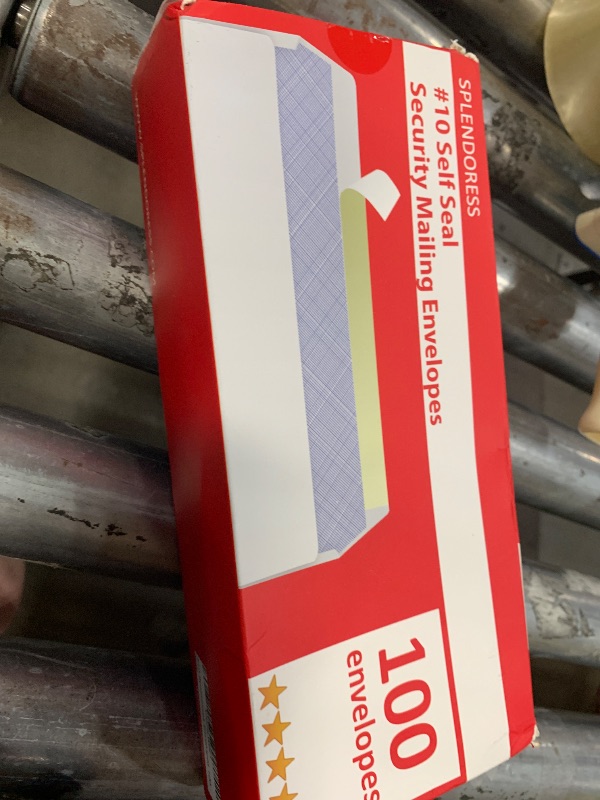 SPLENDORESS
#10 Self Seal
Security Mailing Envelopes
100
envelopes